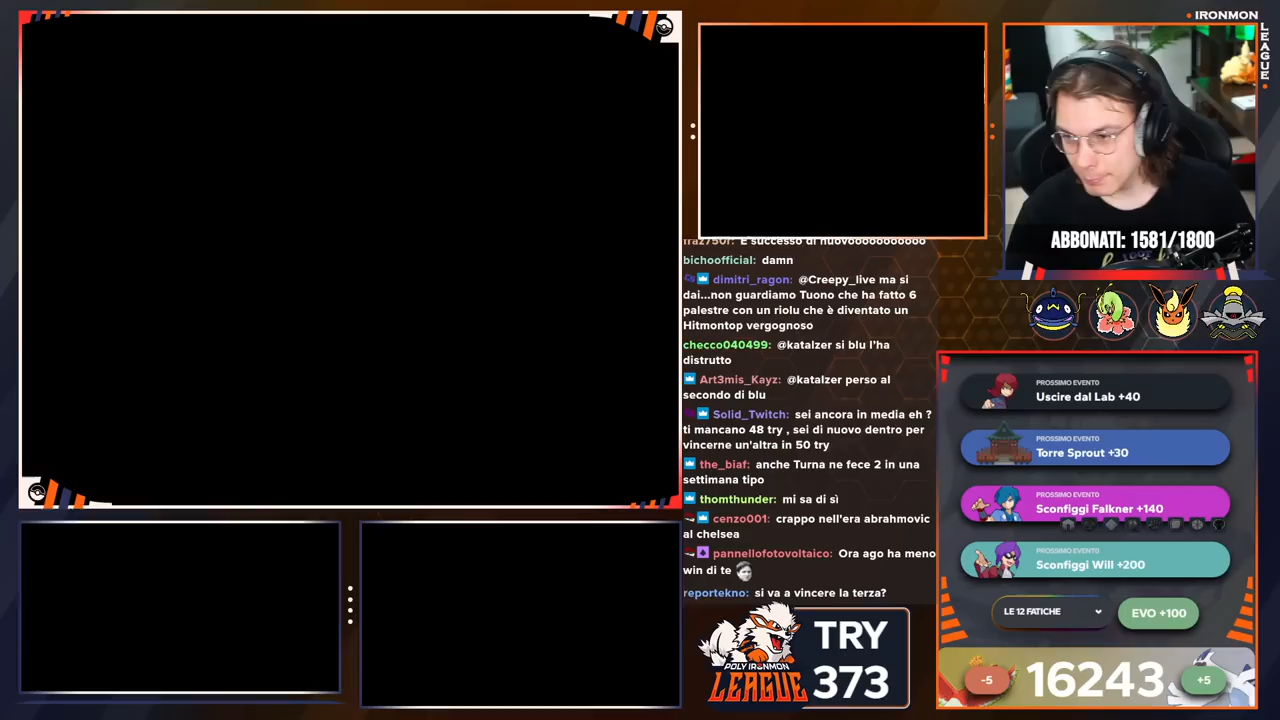 IRONMON
LEAGUE
ABBONATI: 1581/1800
fraz750r: È successo di nuovoooooooooo
bichoofficial: damn
dimitri_ragon: @Creepy_live ma si
dai...non guardiamo Tuono che ha fatto 6
palestre con un riolu che è diventato un
Hitmontop vergognoso
checco040499: @katalzer si blu l'ha
distrutto
Art3mis_Kayz: @katalzer perso al
secondo di blu
Solid_Twitch: sei ancora in media eh ?
ti mancano 48 try , sei di nuovo dentro per
vincerne un'altra in 50 try
the_biaf: anche Turna ne fece 2 in una
settimana tipo
thomthunder: mi sa di sì
cenzo001: crappo nell'era abrahmovic
al chelsea
pannellofotovoltaico: Ora ago ha meno
win di te
reportekno: si va a vincere la terza?
PROSSIMO EVENTO
Uscire dal Lab +40
PROSSIMO EVENTO
Torre Sprout +30
PROSSIMO EVENTO
Sconfiggi Falkner +140
PROSSIMO EVENTO
Sconfiggi Will +200
LE 12 FATICHE
EVO +100
POLY IRONMON
LEAGUE
TRY
373
-5
16243
+5